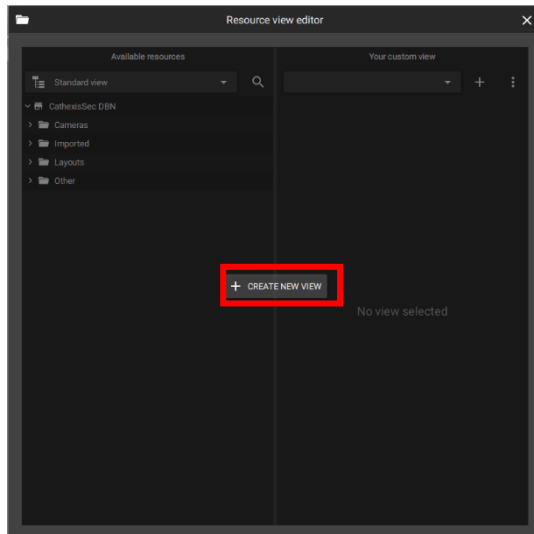 Resource view editor
Available resources
Your custom view
Standard view
CathexisSec DBN
Cameras
Imported
Layouts
Other
CREATE NEW VIEW
No view selected